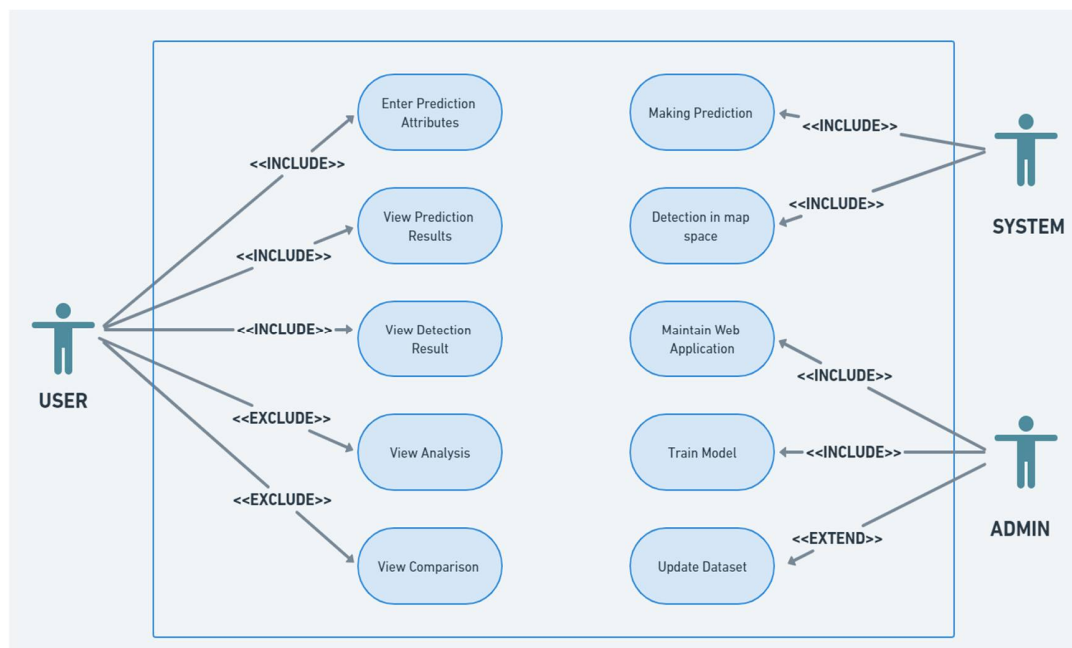 Enter Prediction
Attributes
<<INCLUDE>>
View Prediction
Results
<<INCLUDE>>
View Detection
Result
<<INCLUDE>>
USER
<<EXCLUDE>>
View Analysis
<<EXCLUDE>>
View Comparison
Making Prediction
<<INCLUDE>>
Detection in map
space
<<INCLUDE>>
SYSTEM
Maintain Web
Application
<<INCLUDE>>
Train Model
<<INCLUDE>>
ADMIN
<<EXTEND>>
Update Dataset